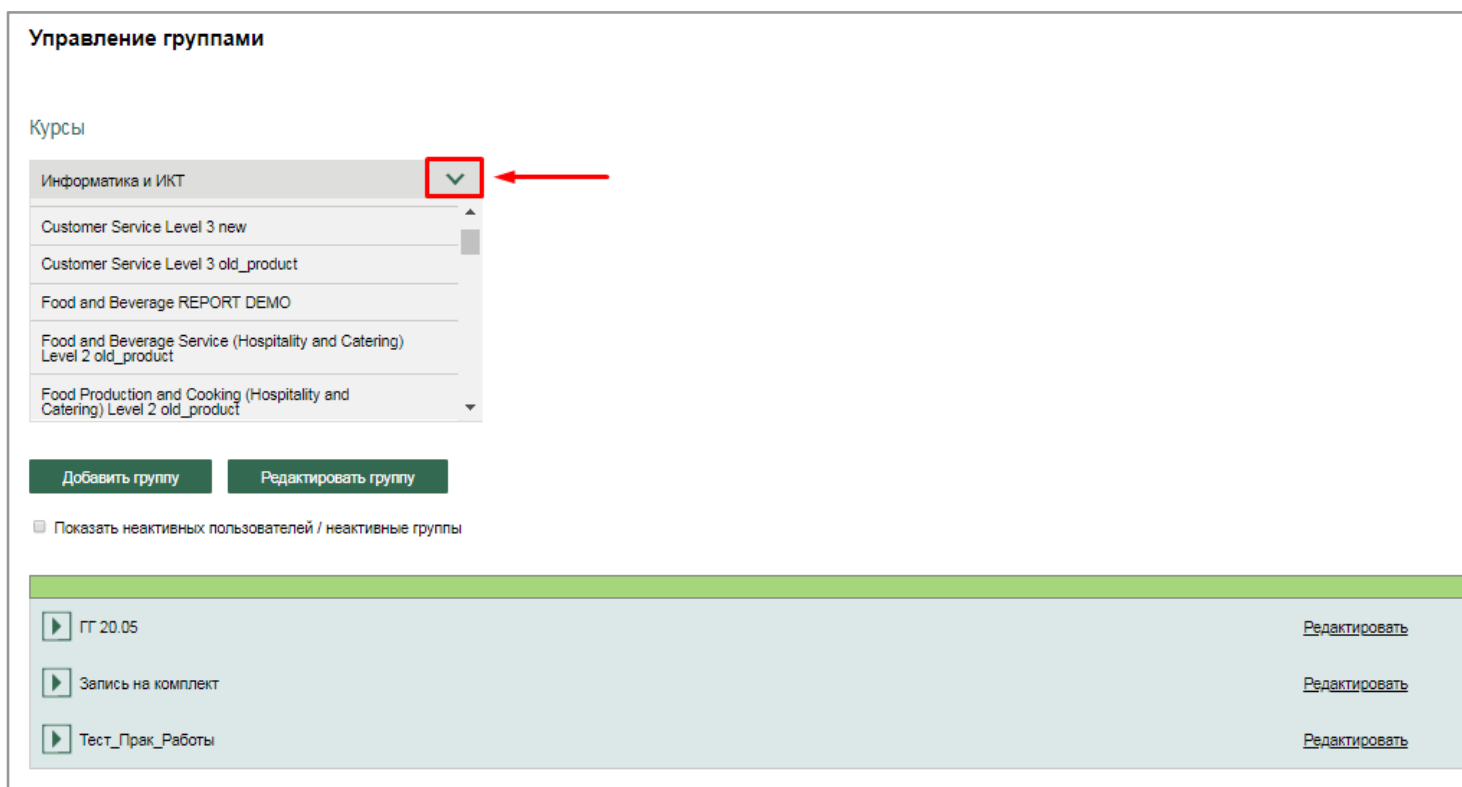 Управление группами
Курсы
Информатика и ИКТ
Customer Service Level 3 new
Customer Service Level 3 old_product
Food and Beverage REPORT DEMO
Food and Beverage Service (Hospitality and Catering)
Level 2 old_product
Food Production and Cooking (Hospitality and
Catering) Level 2 old_product
Добавить группу Редактировать группу
Показать неактивных пользователей / неактивные группы
ГГ 20.05 Редактировать
Запись на комплект Редактировать
Тест_Прак_Работы Редактировать